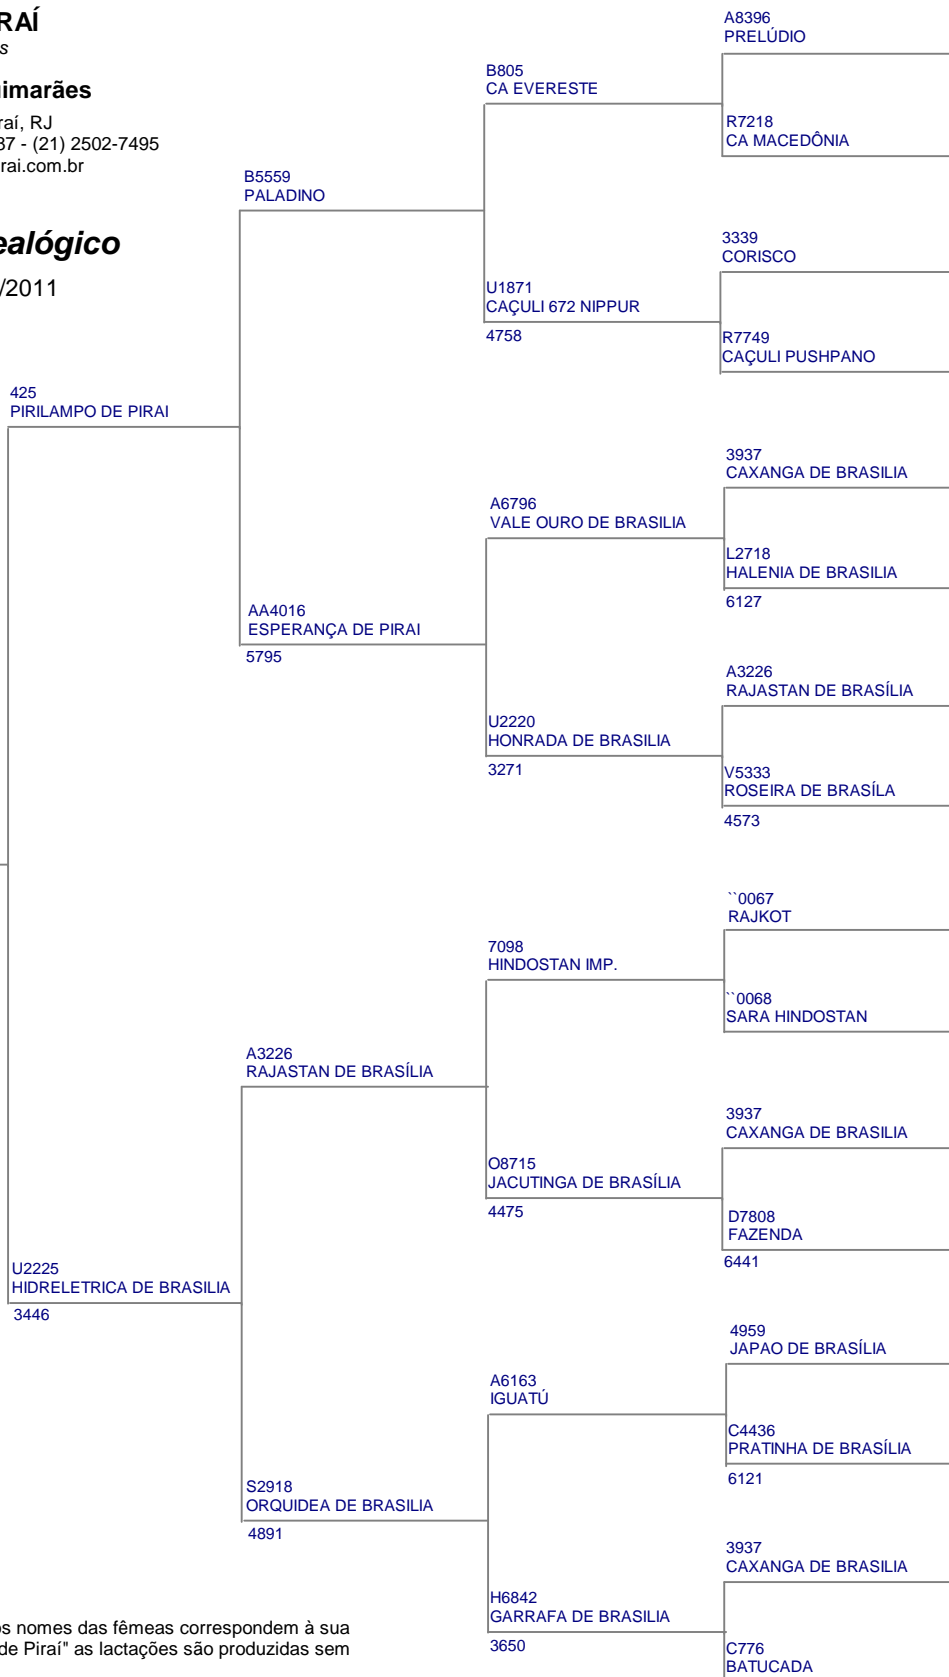 RAÍ
s
imarães
raí, RJ
37 - (21) 2502-7495
rai.com.br
ealógico
/2011
A8396
PRELÚDIO
B805
CA EVERESTE
R7218
CA MACEDÔNIA
B5559
PALADINO
3339
CORISCO
U1871
CAÇULI 672 NIPPUR
4758
R7749
CAÇULI PUSHPANO
425
PIRILAMPO DE PIRAI
3937
CAXANGA DE BRASILIA
A6796
VALE OURO DE BRASILIA
L2718
HALENIA DE BRASILIA
6127
AA4016
ESPERANÇA DE PIRAI
5795
A3226
RAJASTAN DE BRASÍLIA
U2220
HONRADA DE BRASILIA
3271
V5333
ROSEIRA DE BRASÍLA
4573
``0067
RAJKOT
7098
HINDOSTAN IMP.
``0068
SARA HINDOSTAN
A3226
RAJASTAN DE BRASÍLIA
3937
CAXANGA DE BRASILIA
O8715
JACUTINGA DE BRASÍLIA
4475
D7808
FAZENDA
6441
U2225
HIDRELETRICA DE BRASILIA
3446
4959
JAPAO DE BRASÍLIA
A6163
IGUATÚ
C4436
PRATINHA DE BRASÍLIA
6121
S2918
ORQUIDEA DE BRASILIA
4891
3937
CAXANGA DE BRASILIA
H6842
GARRAFA DE BRASILIA
3650
C776
BATUCADA
os nomes das fêmeas correspondem à sua
de Piraí" as lactações são produzidas sem